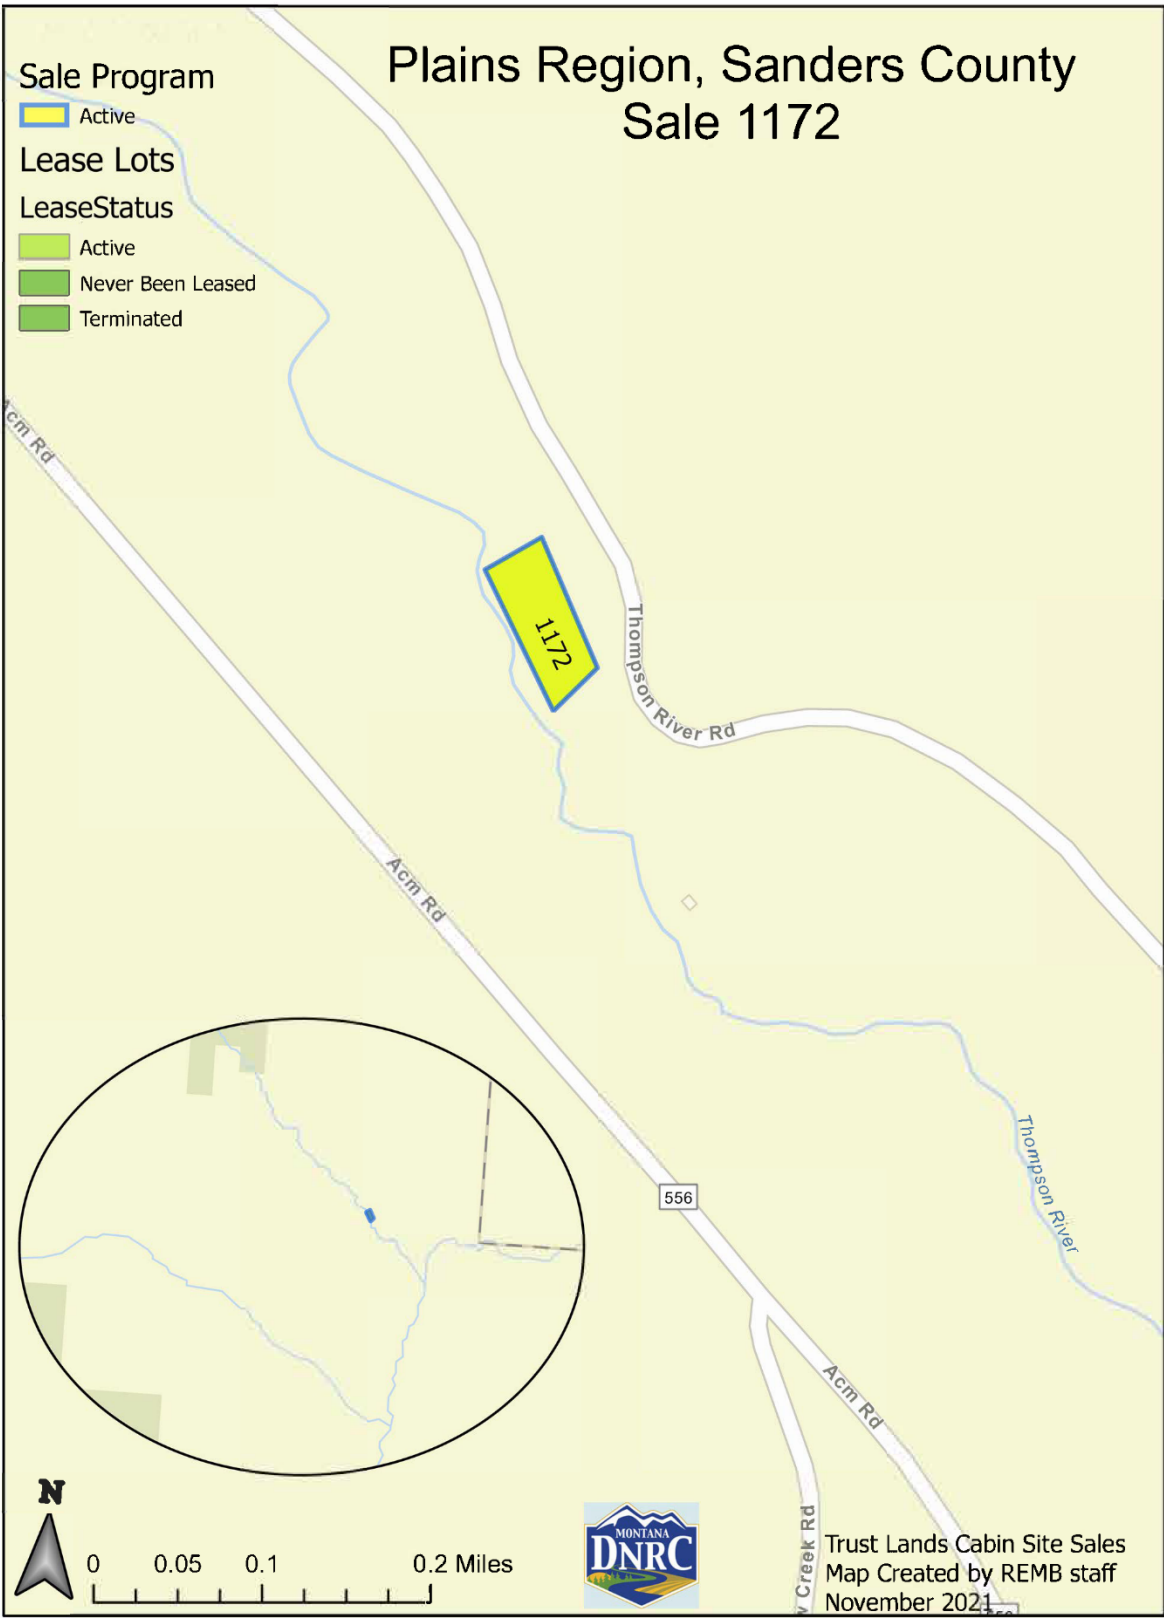 Plains Region, Sanders County
Sale 1172
Sale Program
Active
Lease Lots
LeaseStatus
Active
Never Been Leased
Terminated
Acm Rd
1172
Thompson River Rd
Acm Rd
Thompson River
556
Acm Rd
Creek Rd
N
0 0.05 0.1 0.2 Miles
MONTANA
DNRC
Trust Lands Cabin Site Sales
Map Created by REMB staff
November 2021